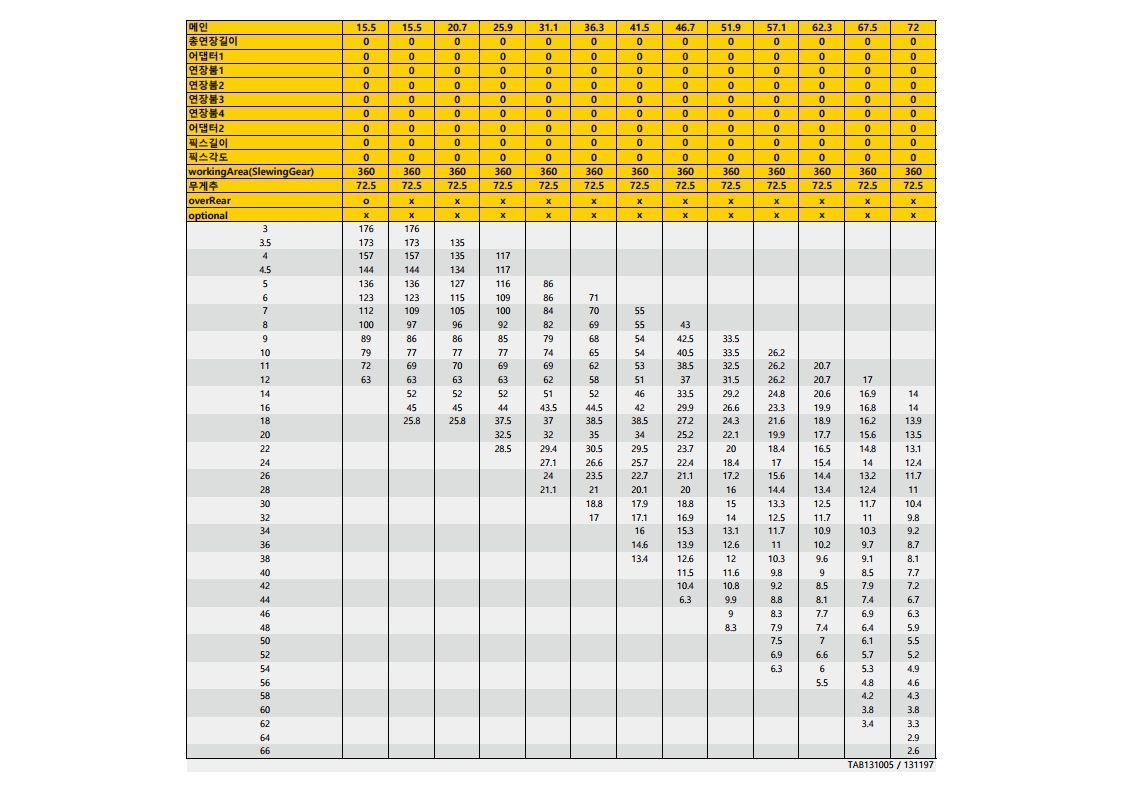 메인 15.5 15.5 20.7 25.9 31.1 36.3 41.5 46.7 51.9 57.1 62.3 67.5 72
총연장길이 0 0 0 0 0 0 0 0 0 0 0 0 0
어댑터1 0 0 0 0 0 0 0 0 0 0 0 0 0
연장붐1 0 0 0 0 0 0 0 0 0 0 0 0 0
연장붐2 0 0 0 0 0 0 0 0 0 0 0 0 0
연장붐3 0 0 0 0 0 0 0 0 0 0 0 0 0
연장붐4 0 0 0 0 0 0 0 0 0 0 0 0 0
어댑터2 0 0 0 0 0 0 0 0 0 0 0 0 0
픽스길이 0 0 0 0 0 0 0 0 0 0 0 0 0
픽스각도 0 0 0 0 0 0 0 0 0 0 0 0 0
workingArea(SlewingGear) 360 360 360 360 360 360 360 360 360 360 360 360 360
무게추 72.5 72.5 72.5 72.5 72.5 72.5 72.5 72.5 72.5 72.5 72.5 72.5 72.5
overRear o x x x x x x x x x x x x
optional x x x x x x x x x x x x x
3 176 176
3.5 173 173 135
4 157 157 135 117
4.5 144 144 134 117
5 136 136 127 116 86
6 123 123 115 109 86 71
7 112 109 105 100 84 70 55
8 100 97 96 92 82 69 55 43
9 89 86 86 85 79 68 54 42.5 33.5
10 79 77 77 77 74 65 54 40.5 33.5 26.2
11 72 69 70 69 69 62 53 38.5 32.5 26.2 20.7
12 63 63 63 63 62 58 51 37 31.5 26.2 20.7 17
14 52 52 52 51 52 46 33.5 29.2 24.8 20.6 16.9 14
16 45 45 44 43.5 44.5 42 29.9 26.6 23.3 19.9 16.8 14
18 25.8 25.8 37.5 37 38.5 38.5 27.2 24.3 21.6 18.9 16.2 13.9
20 32.5 32 35 34 25.2 22.1 19.9 17.7 15.6 13.5
22 28.5 29.4 30.5 29.5 23.7 20 18.4 16.5 14.8 13.1
24 27.1 26.6 25.7 22.4 18.4 17 15.4 14 12.4
26 24 23.5 22.7 21.1 17.2 15.6 14.4 13.2 11.7
28 21.1 21 20.1 20 16 14.4 13.4 12.4 11
30 18.8 17.9 18.8 15 13.3 12.5 11.7 10.4
32 17 17.1 16.9 14 12.5 11.7 11 9.8
34 16 15.3 13.1 11.7 10.9 10.3 9.2
36 14.6 13.9 12.6 11 10.2 9.7 8.7
38 13.4 12.6 12 10.3 9.6 9.1 8.1
40 11.5 11.6 9.8 9 8.5 7.7
42 10.4 10.8 9.2 8.5 7.9 7.2
44 6.3 9.9 8.8 8.1 7.4 6.7
46 9 8.3 7.7 6.9 6.3
48 8.3 7.9 7.4 6.4 5.9
50 7.5 7 6.1 5.5
52 6.9 6.6 5.7 5.2
54 6.3 6 5.3 4.9
56 5.5 4.8 4.6
58 4.2 4.3
60 3.8 3.8
62 3.4 3.3
64 2.9
66 2.6
TAB131005 / 131197